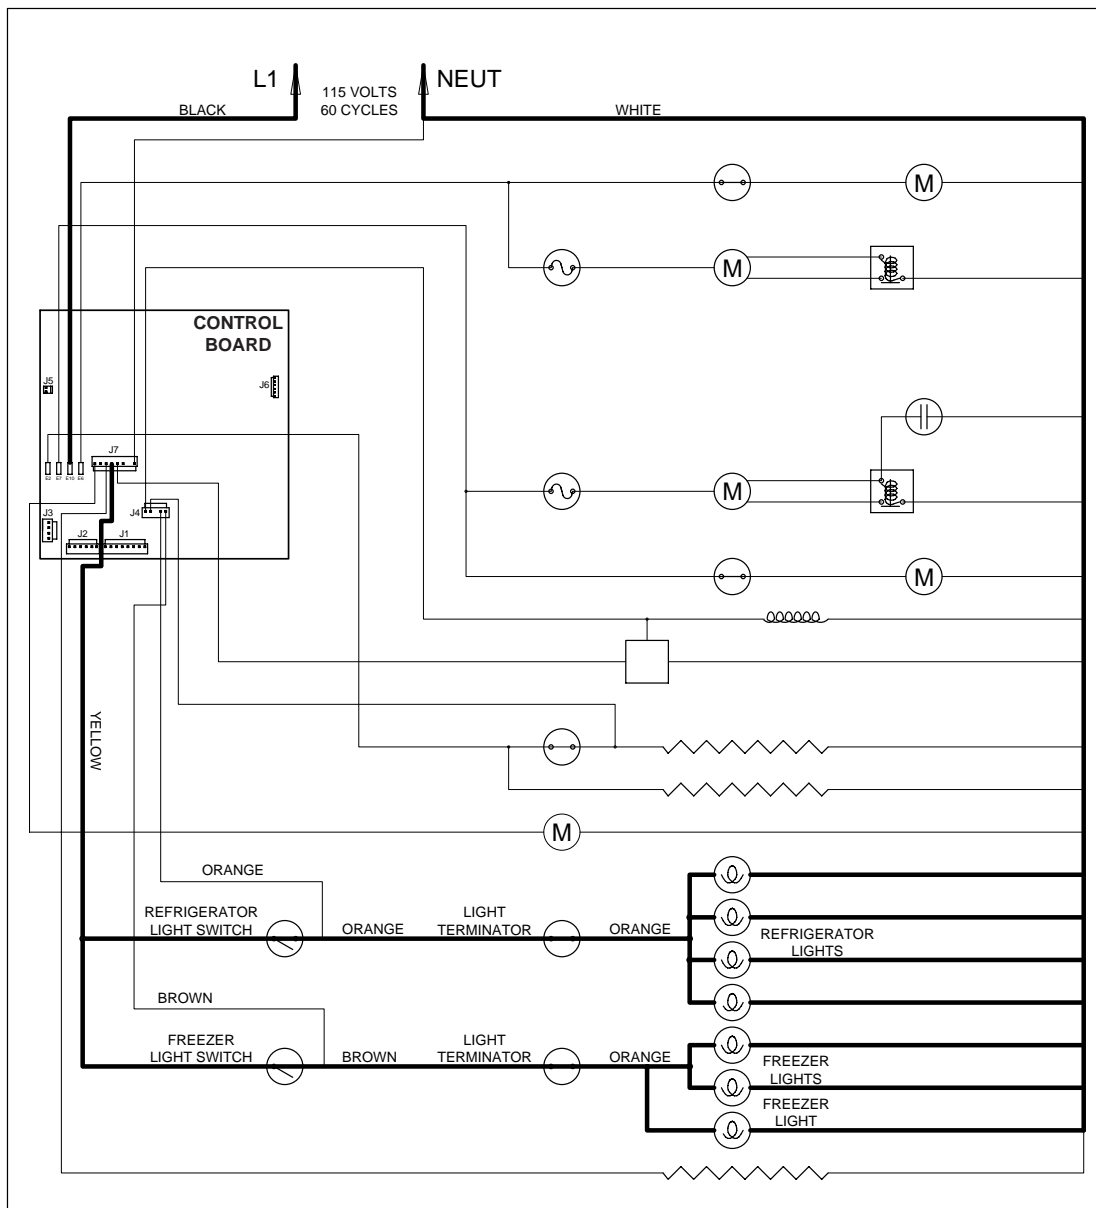 L1
115 VOLTS
60 CYCLES
NEUT
BLACK
WHITE
M
M
CONTROL
BOARD
J5
J6
J7
E2 E7 E10 E6
M
J3
J4
J2
J1
M
YELLOW
M
ORANGE
REFRIGERATOR
LIGHT SWITCH
ORANGE
LIGHT
TERMINATOR
ORANGE
REFRIGERATOR
LIGHTS
BROWN
FREEZER
LIGHT SWITCH
BROWN
LIGHT
TERMINATOR
ORANGE
FREEZER
LIGHTS
FREEZER
LIGHT